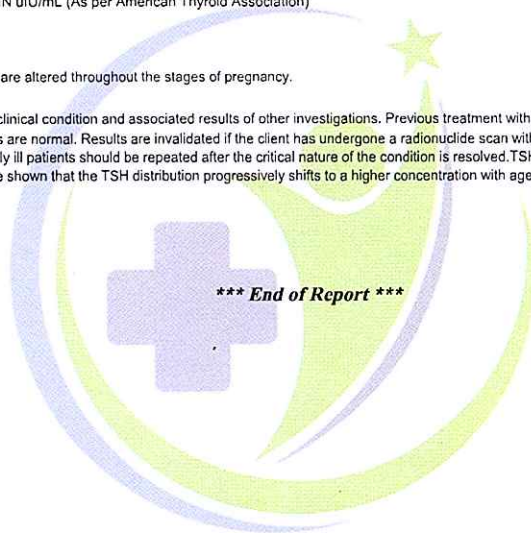 uIU/mL (As per American Thyroid Association)
are altered throughout the stages of pregnancy.
clinical condition and associated results of other investigations. Previous treatment with
s are normal. Results are invalidated if the client has undergone a radionuclide scan with
ly ill patients should be repeated after the critical nature of the condition is resolved.TSH
e shown that the TSH distribution progressively shifts to a higher concentration with age
*** End of Report ***